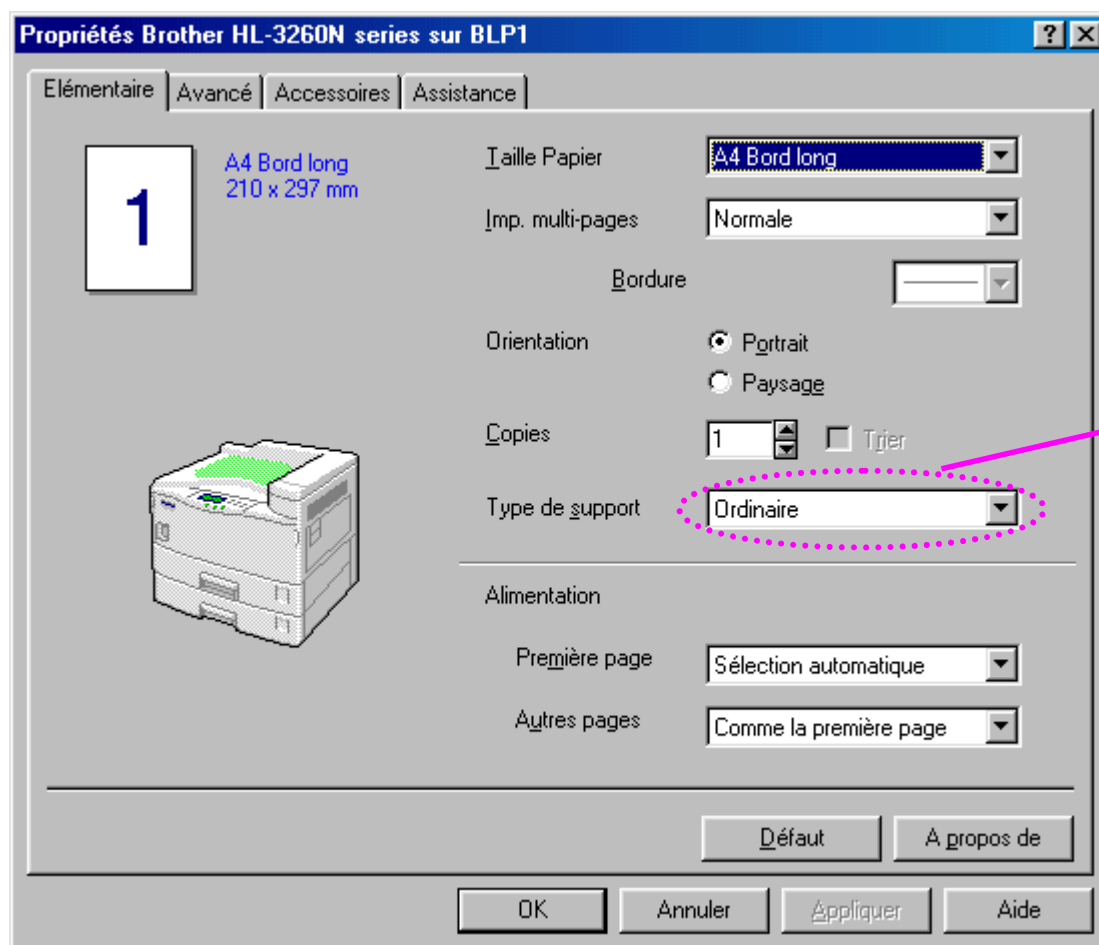 Propriétés Brother HL-3260N series sur BLP1
Elémentaire Avancé Accessoires Assistance
1
A4 Bord long
210 x 297 mm
Taille Papier A4 Bord long
Imp. multi-pages Normale
Bordure
Orientation Portrait
Paysage
Copies 1 Trier
Type de support Ordinaire
Alimentation
Première page Sélection automatique
Autres pages Comme la première page
Défaut A propos de
OK Annuler Appliquer Aide